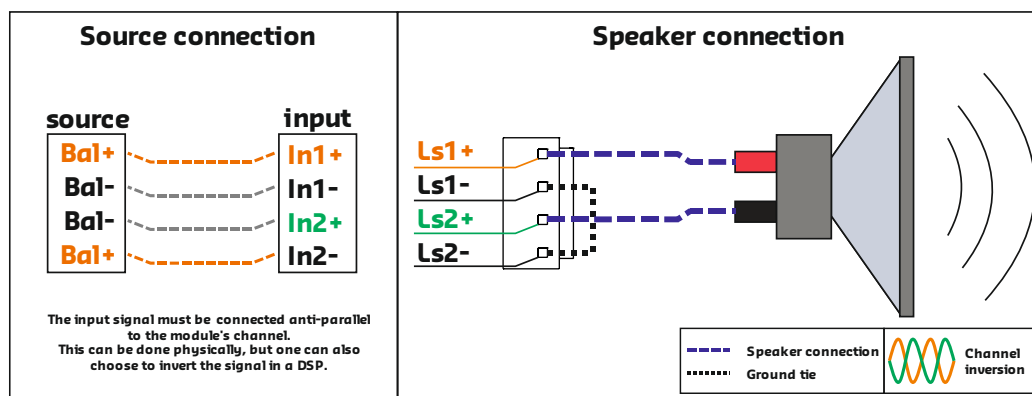 Source connection
source
input
Bal+
In1+
Bal-
In1-
Bal-
In2+
Bal+
In2-
The input signal must be connected anti-parallel
to the module's channel.
This can be done physically, but one can also
choose to invert the signal in a DSP.
Speaker connection
Ls1+
Ls1-
Ls2+
Ls2-
Speaker connection
Ground tie
Channel
inversion